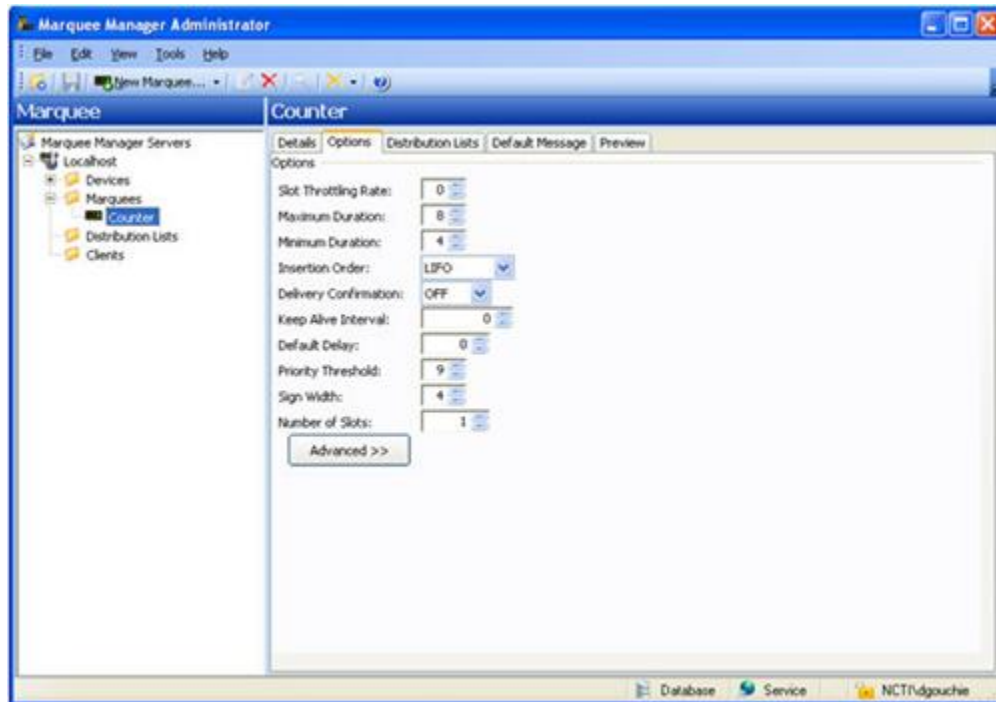 Marquee Manager Administrator
File Edit View Tools Help
New Marquee...
Marquee
Counter
Marquee Manager Servers
Localhost
Devices
Marquees
Counter
Distribution Lists
Clients
Details Options Distribution Lists Default Message Preview
Options
Slot Throttling Rate: 0
Maximum Duration: 8
Minimum Duration: 4
Insertion Order: LIFO
Delivery Confirmation: OFF
Keep Alive Interval: 0
Default Delay: 0
Priority Threshold: 9
Sign Width: 4
Number of Slots: 1
Advanced >>
Database Service NCTI\dgouchie